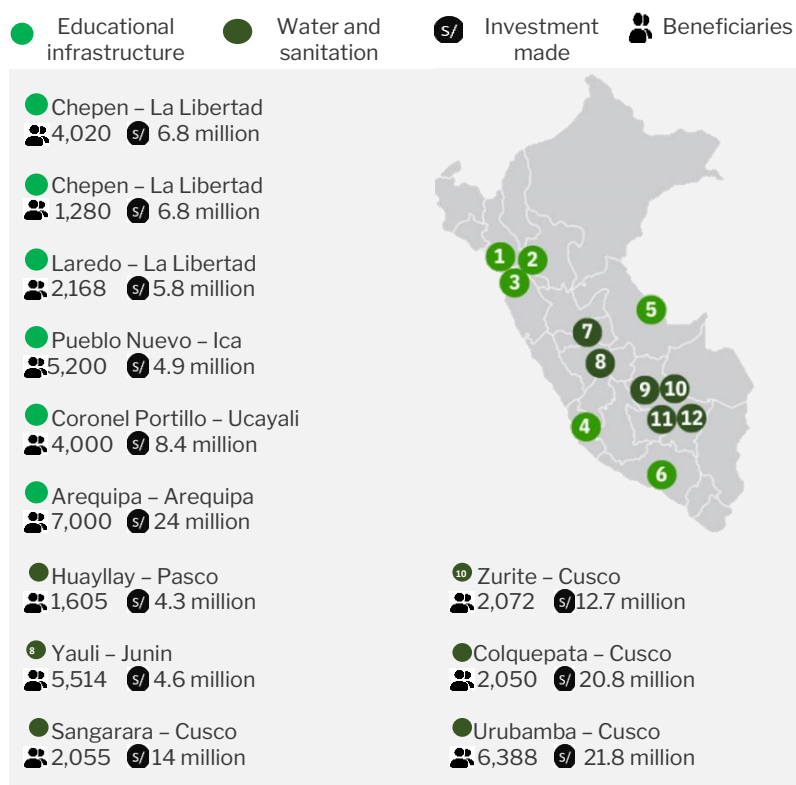 Educational
infrastructure
Water and
sanitation
S/
Investment
made
Beneficiaries
Chepen – La Libertad
4,020 S/ 6.8 million
Chepen – La Libertad
1,280 S/ 6.8 million
Laredo – La Libertad
2,168 S/ 5.8 million
Pueblo Nuevo – Ica
5,200 S/ 4.9 million
Coronel Portillo – Ucayali
4,000 S/ 8.4 million
Arequipa – Arequipa
7,000 S/ 24 million
Huayllay – Pasco
1,605 S/ 4.3 million
8 Yauli – Junin
5,514 S/ 4.6 million
Sangarara – Cusco
2,055 S/ 14 million
1
2
3
5
7
8
9
10
4
11
12
6
10 Zurite – Cusco
2,072 S/ 12.7 million
Colquepata – Cusco
2,050 S/ 20.8 million
Urubamba – Cusco
6,388 S/ 21.8 million